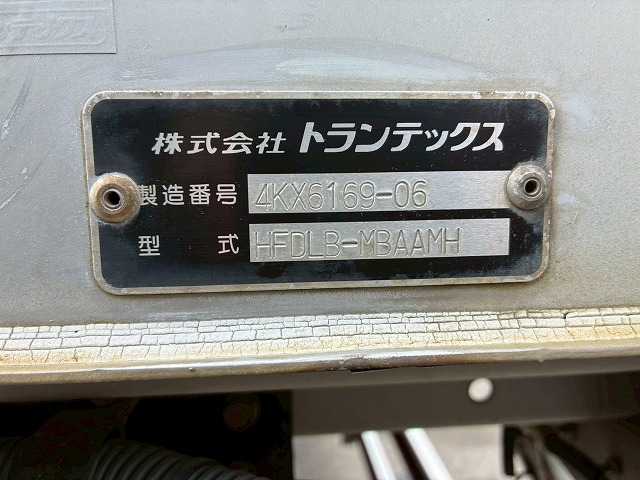 株式会社 トランテックス
製造番号 4KX6169-06
型 式 HFDLB-MBAAMH